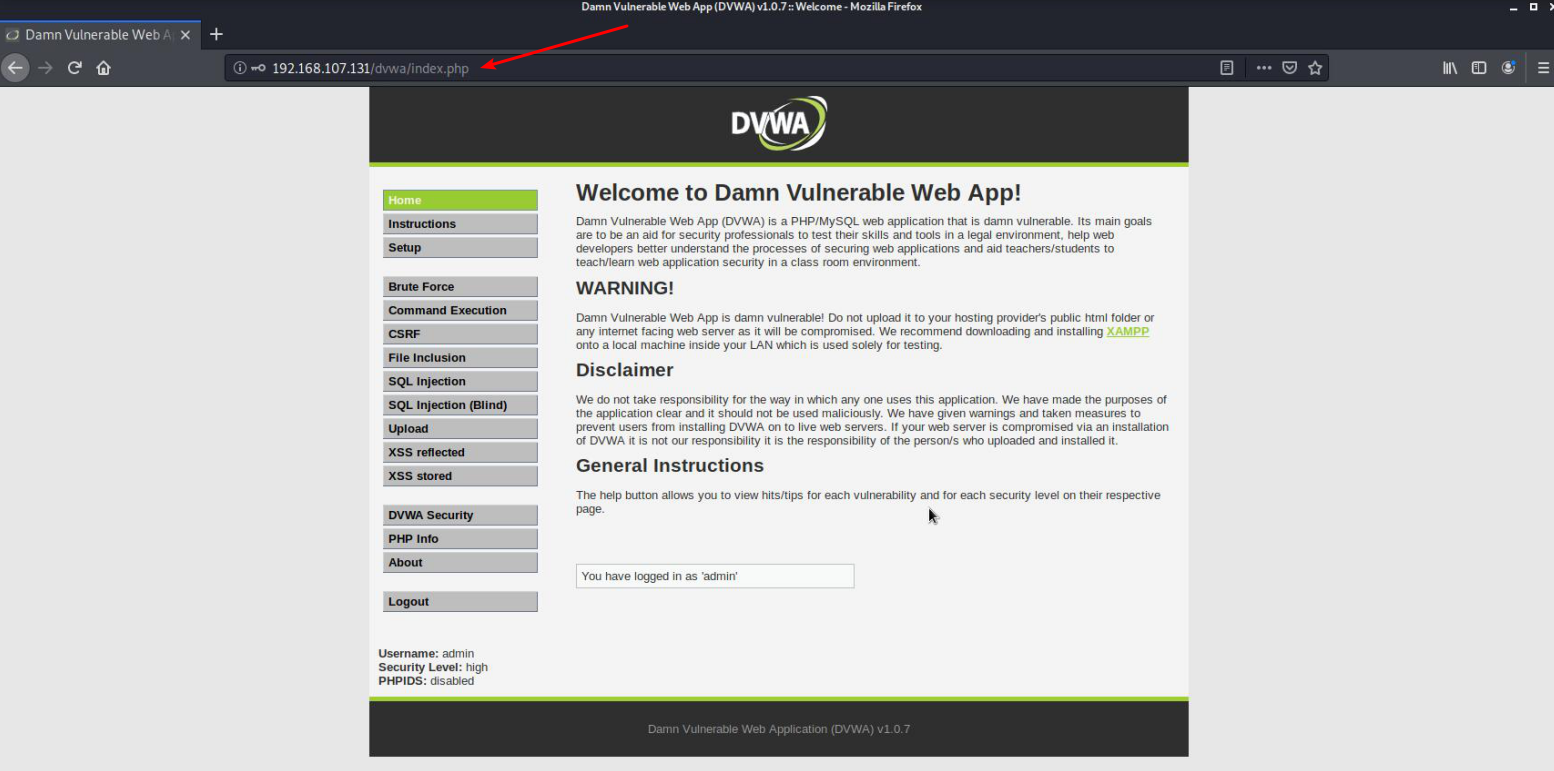 Damn Vulnerable Web App (DVWA) v1.0.7 :: Welcome - Mozilla Firefox
Damn Vulnerable Web A
192.168.107.131/dvwa/index.php
DVWA
Home
Instructions
Setup
Brute Force
Command Execution
CSRF
File Inclusion
SQL Injection
SQL Injection (Blind)
Upload
XSS reflected
XSS stored
DVWA Security
PHP Info
About
Logout
Username: admin
Security Level: high
PHPIDS: disabled
Welcome to Damn Vulnerable Web App!
Damn Vulnerable Web App (DVWA) is a PHP/MySQL web application that is damn vulnerable. Its main goals
are to be an aid for security professionals to test their skills and tools in a legal environment, help web
developers better understand the processes of securing web applications and aid teachers/students to
teach/learn web application security in a class room environment.
WARNING!
Damn Vulnerable Web App is damn vulnerable! Do not upload it to your hosting provider's public html folder or
any internet facing web server as it will be compromised. We recommend downloading and installing XAMPP
onto a local machine inside your LAN which is used solely for testing.
Disclaimer
We do not take responsibility for the way in which any one uses this application. We have made the purposes of
the application clear and it should not be used maliciously. We have given warnings and taken measures to
prevent users from installing DVWA on to live web servers. If your web server is compromised via an installation
of DVWA it is not our responsibility it is the responsibility of the person/s who uploaded and installed it.
General Instructions
The help button allows you to view hits/tips for each vulnerability and for each security level on their respective
page.
You have logged in as 'admin'
Damn Vulnerable Web Application (DVWA) v1.0.7